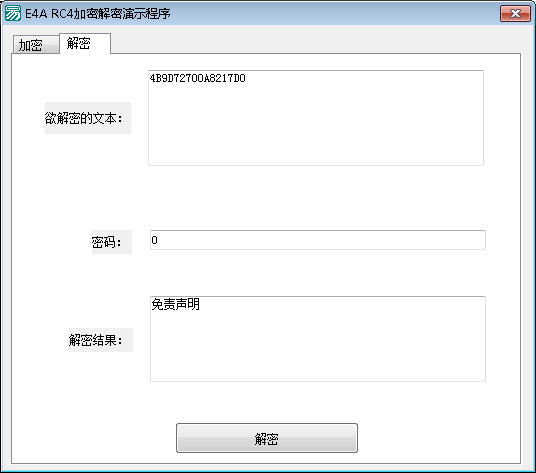 E4A RC4加密解密演示程序
加密
解密
欲解密的文本：
4B9D72700A8217D0
密码：
0
解密结果：
免责声明
解密